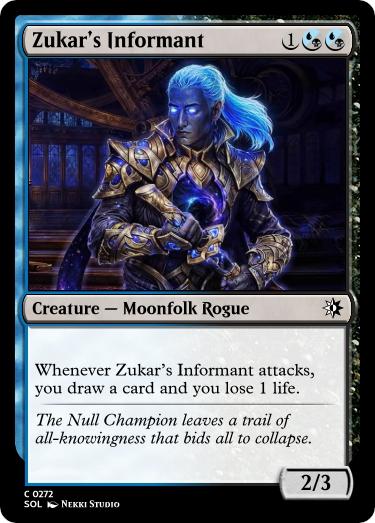 Zukar's Informant 1
Creature — Moonfolk Rogue
Whenever Zukar's Informant attacks,
you draw a card and you lose 1 life.
The Null Champion leaves a trail of
all-knowingness that bids all to collapse.
2/3
C 0272
SOL Nekki Studio